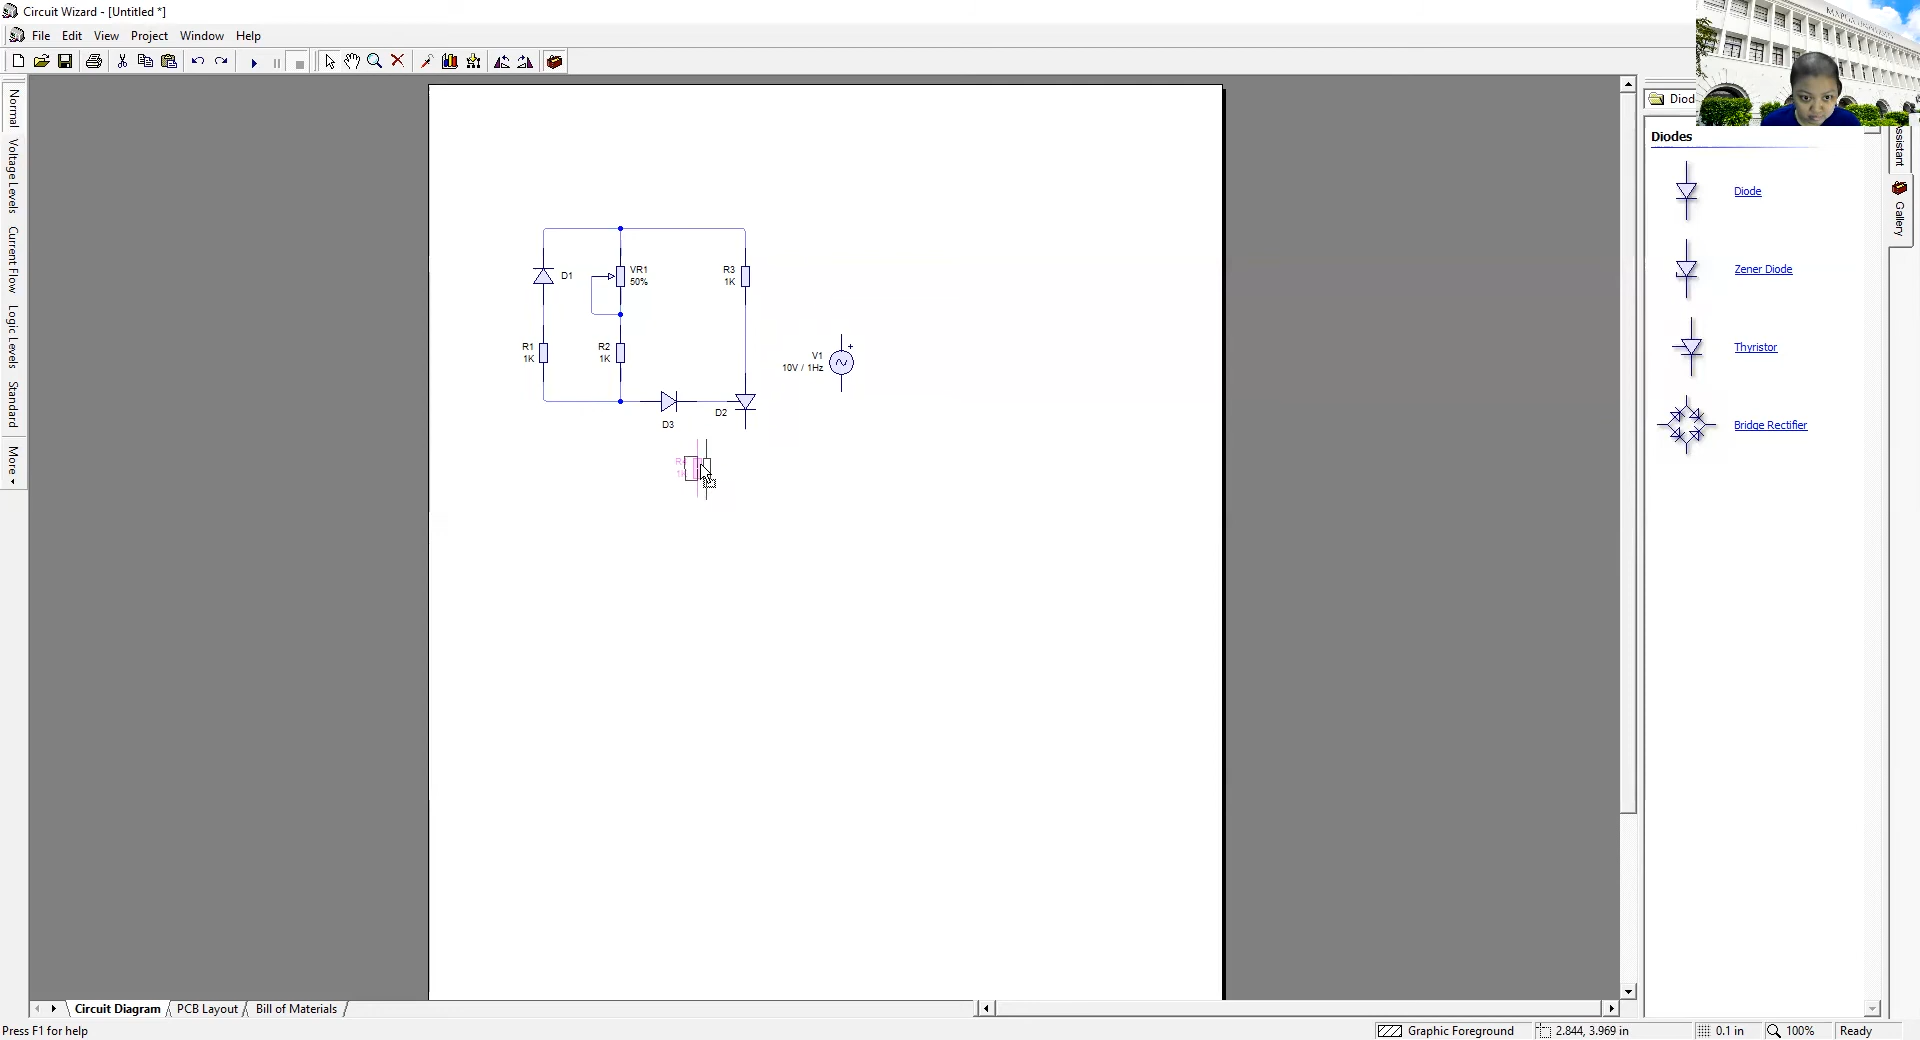 Circuit Wizard - [Untitled *]
File Edit View Project Window Help
Normal
Voltage Levels
Current Flow
Logic Levels
Standard
More
D1
VR1
50%
R3
1K
R1
1K
R2
1K
V1
10V / 1Hz
+
D3
D2
Diodes
Diode
Zener Diode
Thyristor
Bridge Rectifier
Gallery
Circuit Diagram
PCB Layout
Bill of Materials
Press F1 for help
Graphic Foreground
2.844, 3.969 in
0.1 in
100%
Ready